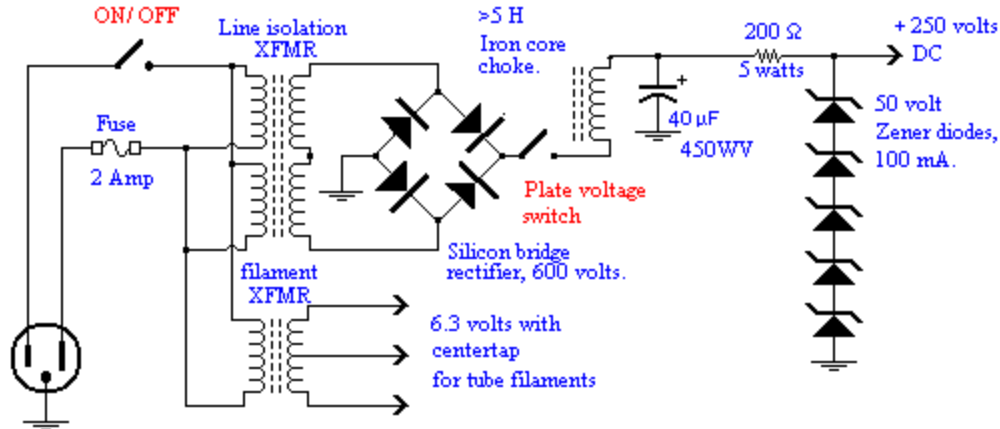 ON/ OFF
Line isolation
XFMR
>5 H
Iron core
choke.
200 Ω
5 watts
+ 250 volts
DC
Fuse
2 Amp
+
40 µF
450WV
50 volt
Zener diodes,
100 mA.
Plate voltage
switch
Silicon bridge
rectifier, 600 volts.
filament
XFMR
6.3 volts with
centertap
for tube filaments